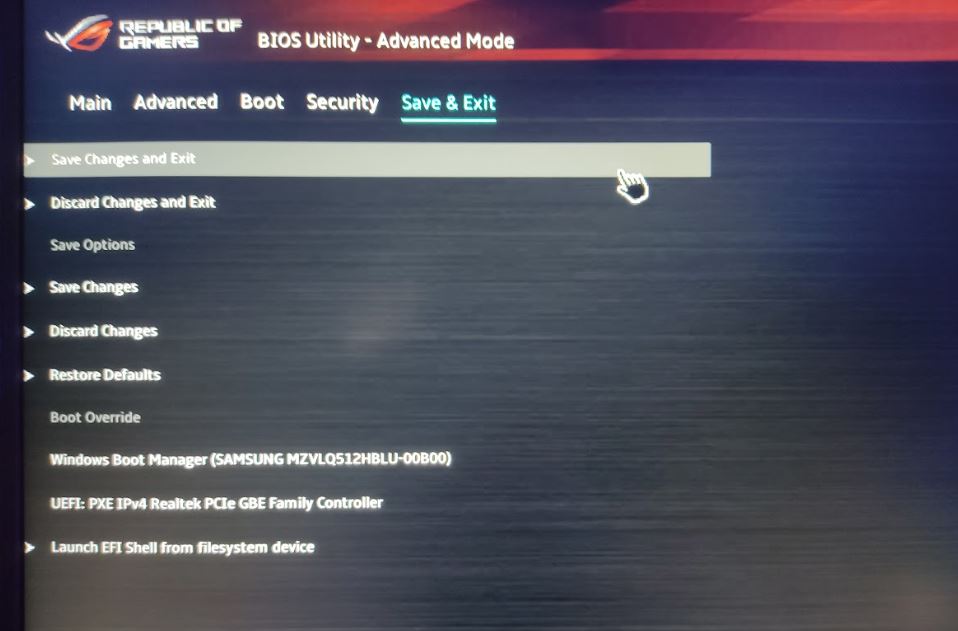 REPUBLIC OF
GAMERS
BIOS Utility - Advanced Mode
Main Advanced Boot Security Save & Exit
Save Changes and Exit
Discard Changes and Exit
Save Options
Save Changes
Discard Changes
Restore Defaults
Boot Override
Windows Boot Manager (SAMSUNG MZVLQ512HBLU-00B00)
UEFI: PXE IPv4 Realtek PCIe GBE Family Controller
Launch EFI Shell from filesystem device